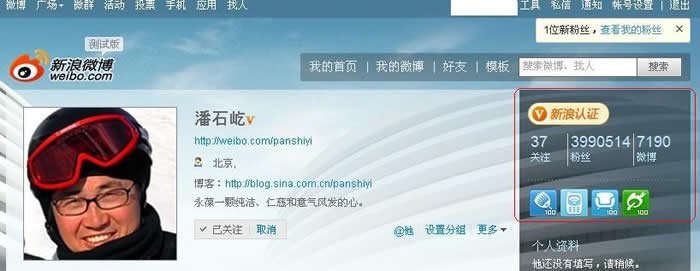 微博 广场 微群 活动 投票 手机 应用 找人
工具 私信 通知 帐号设置 | 退出
1位新粉丝，查看我的粉丝
测试版
新浪微博
weibo.com
我的首页 | 我的微博 | 好友 | 模板 搜索微博、找人 搜索
潘石屹v
http://weibo.com/panshiyi
北京,
博客：http://blog.sina.com.cn/panshiyi
永葆一颗纯洁、仁慈和意气风发的心。
已关注 | 取消
@他 设置分组 更多
V 新浪认证
37 3990514 7190
关注 粉丝 微博
100 100 100 100
个人资料
他还没有填写，请稍候。